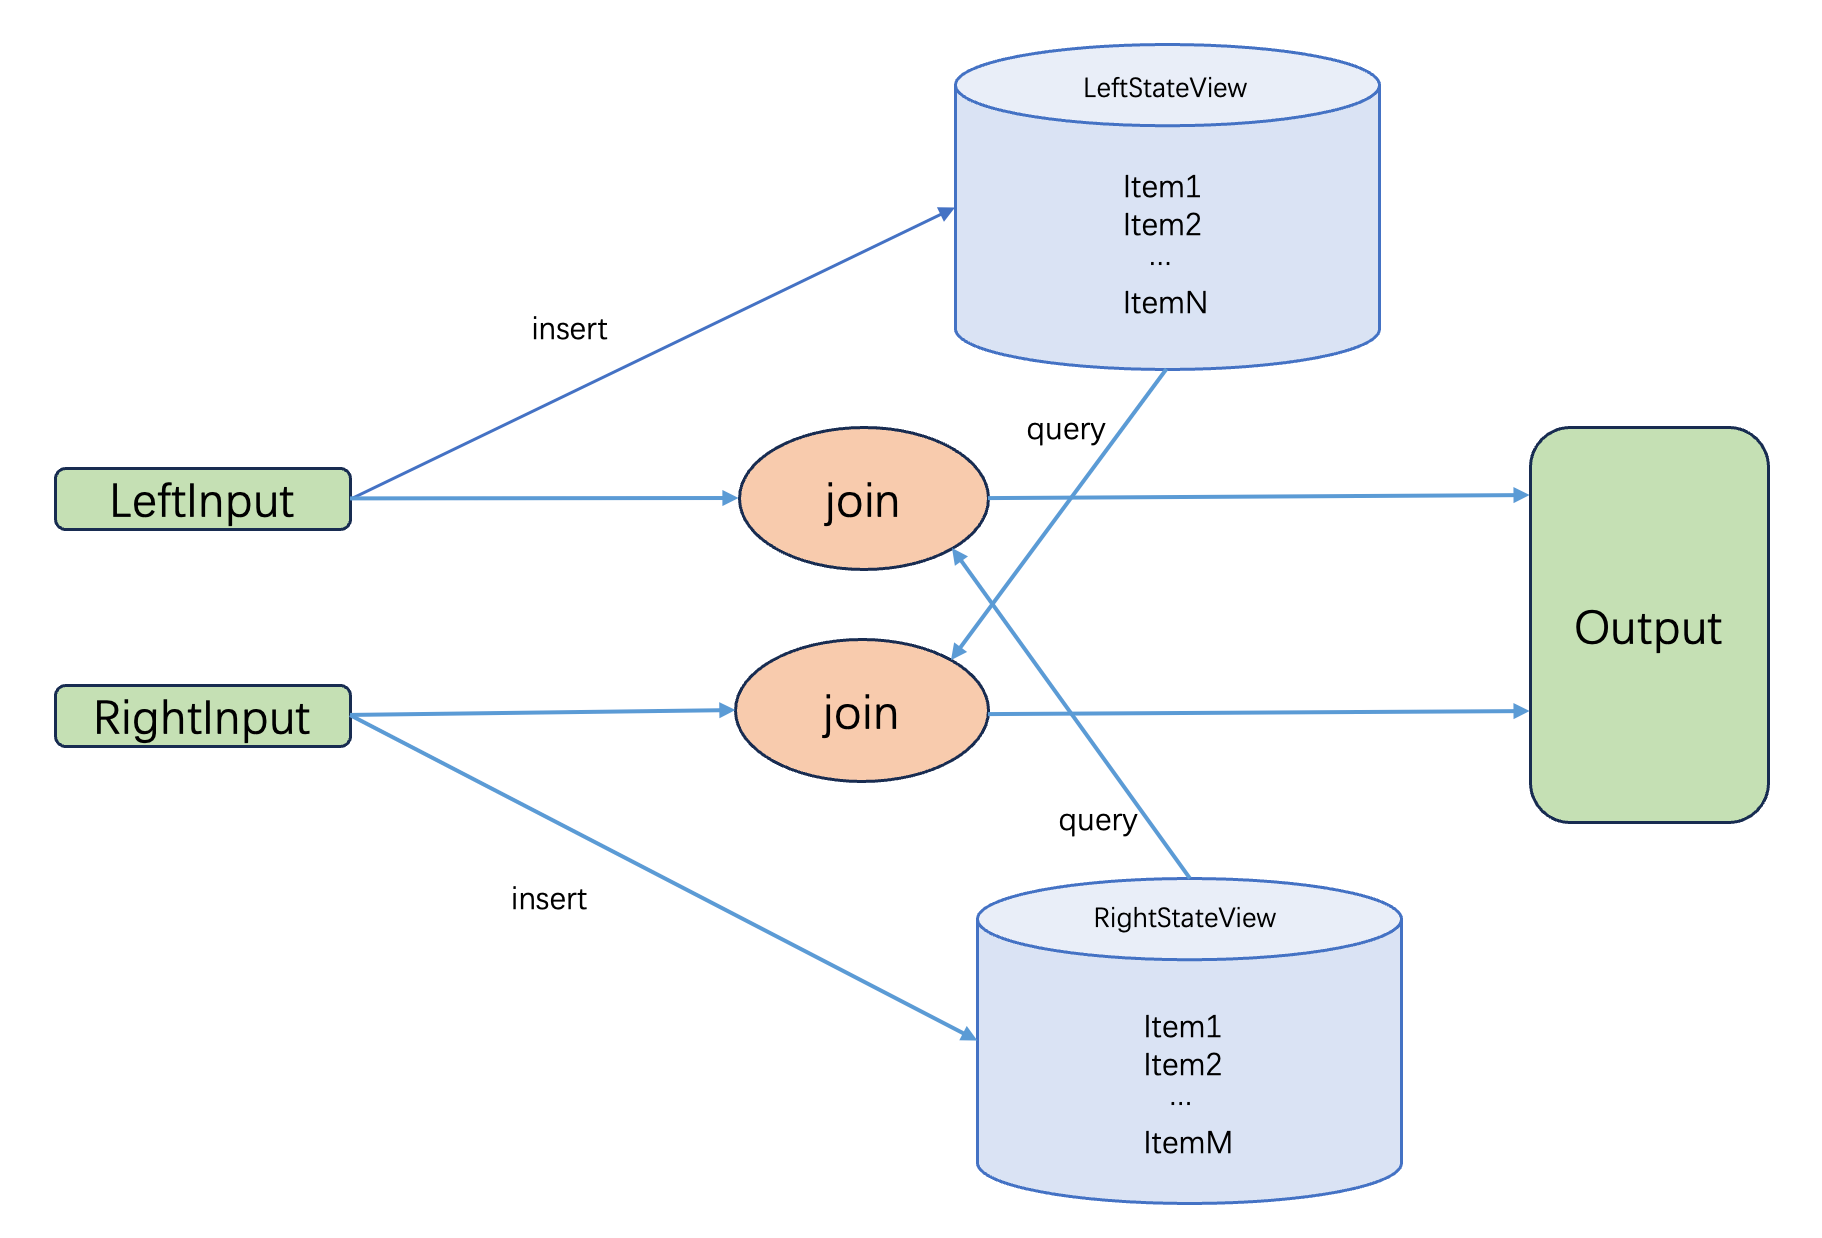 LeftStateView
Item1
Item2
...
ItemN
insert
query
LeftInput
join
Output
RightInput
join
query
insert
RightStateView
Item1
Item2
...
ItemM